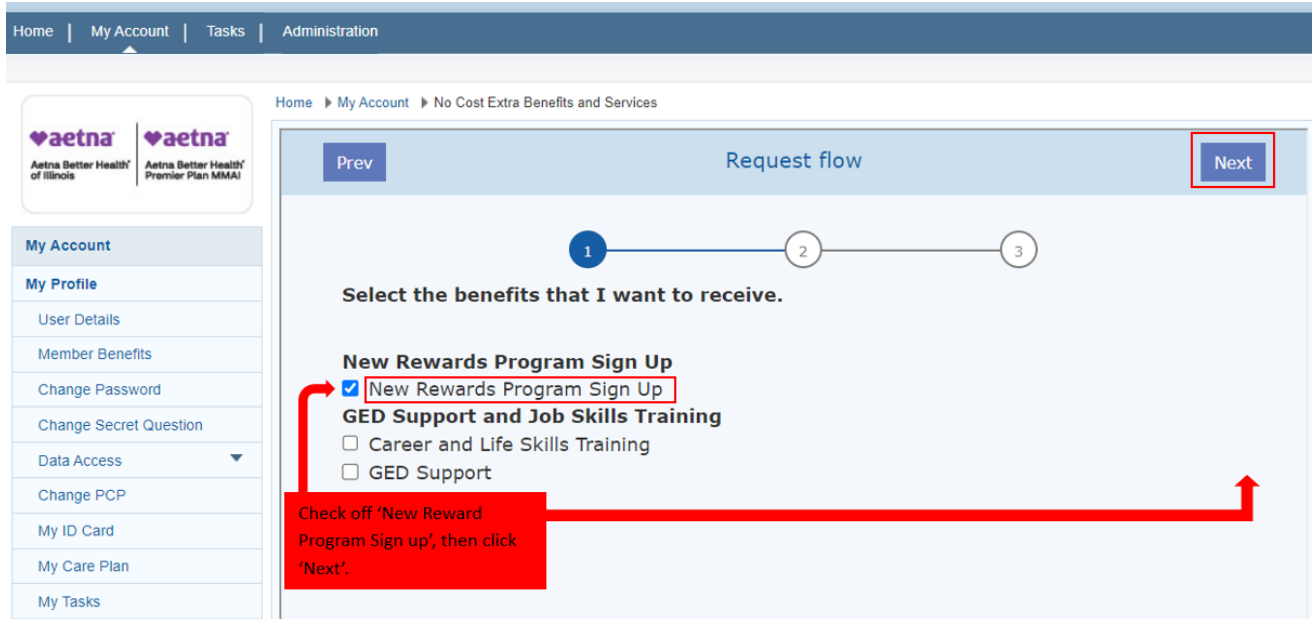 Home | My Account | Tasks | Administration
Home My Account No Cost Extra Benefits and Services
aetna® aetna®
Aetna Better Health® Aetna Better Health®
of Illinois Premier Plan MMAI
Prev Request flow Next
My Account
My Profile
User Details
Member Benefits
Change Password
Change Secret Question
Data Access
Change PCP
My ID Card
My Care Plan
My Tasks
1 2 3
Select the benefits that I want to receive.
New Rewards Program Sign Up
New Rewards Program Sign Up
GED Support and Job Skills Training
Career and Life Skills Training
GED Support
Check off ‘New Reward
Program Sign up’, then click
‘Next’.